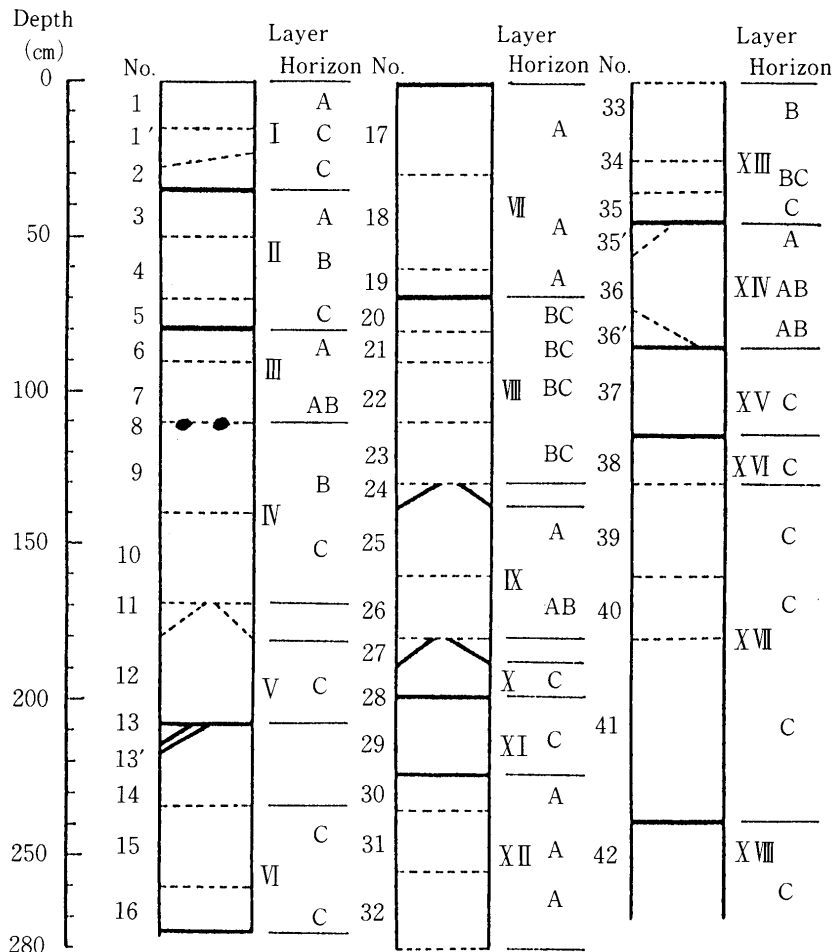 Depth
(cm)
0
50
100
150
200
250
280
No.
Layer
Horizon
1
A
1′
I
C
2
C
3
A
II
4
B
5
C
6
A
III
7
AB
8
9
B
IV
10
C
11
12
V
C
13
13′
14
15
C
VI
16
C
No.
Layer
Horizon
17
A
18
VII
A
19
A
20
BC
21
BC
22
VIII
BC
23
BC
24
25
A
IX
26
AB
27
X
C
28
29
XI
C
30
A
31
XII
A
32
A
No.
Layer
Horizon
33
B
34
XIII
BC
35
C
35′
A
36
XIV
AB
36′
AB
37
XV
C
38
XVI
C
39
C
40
C
XVII
41
C
42
XVIII
C